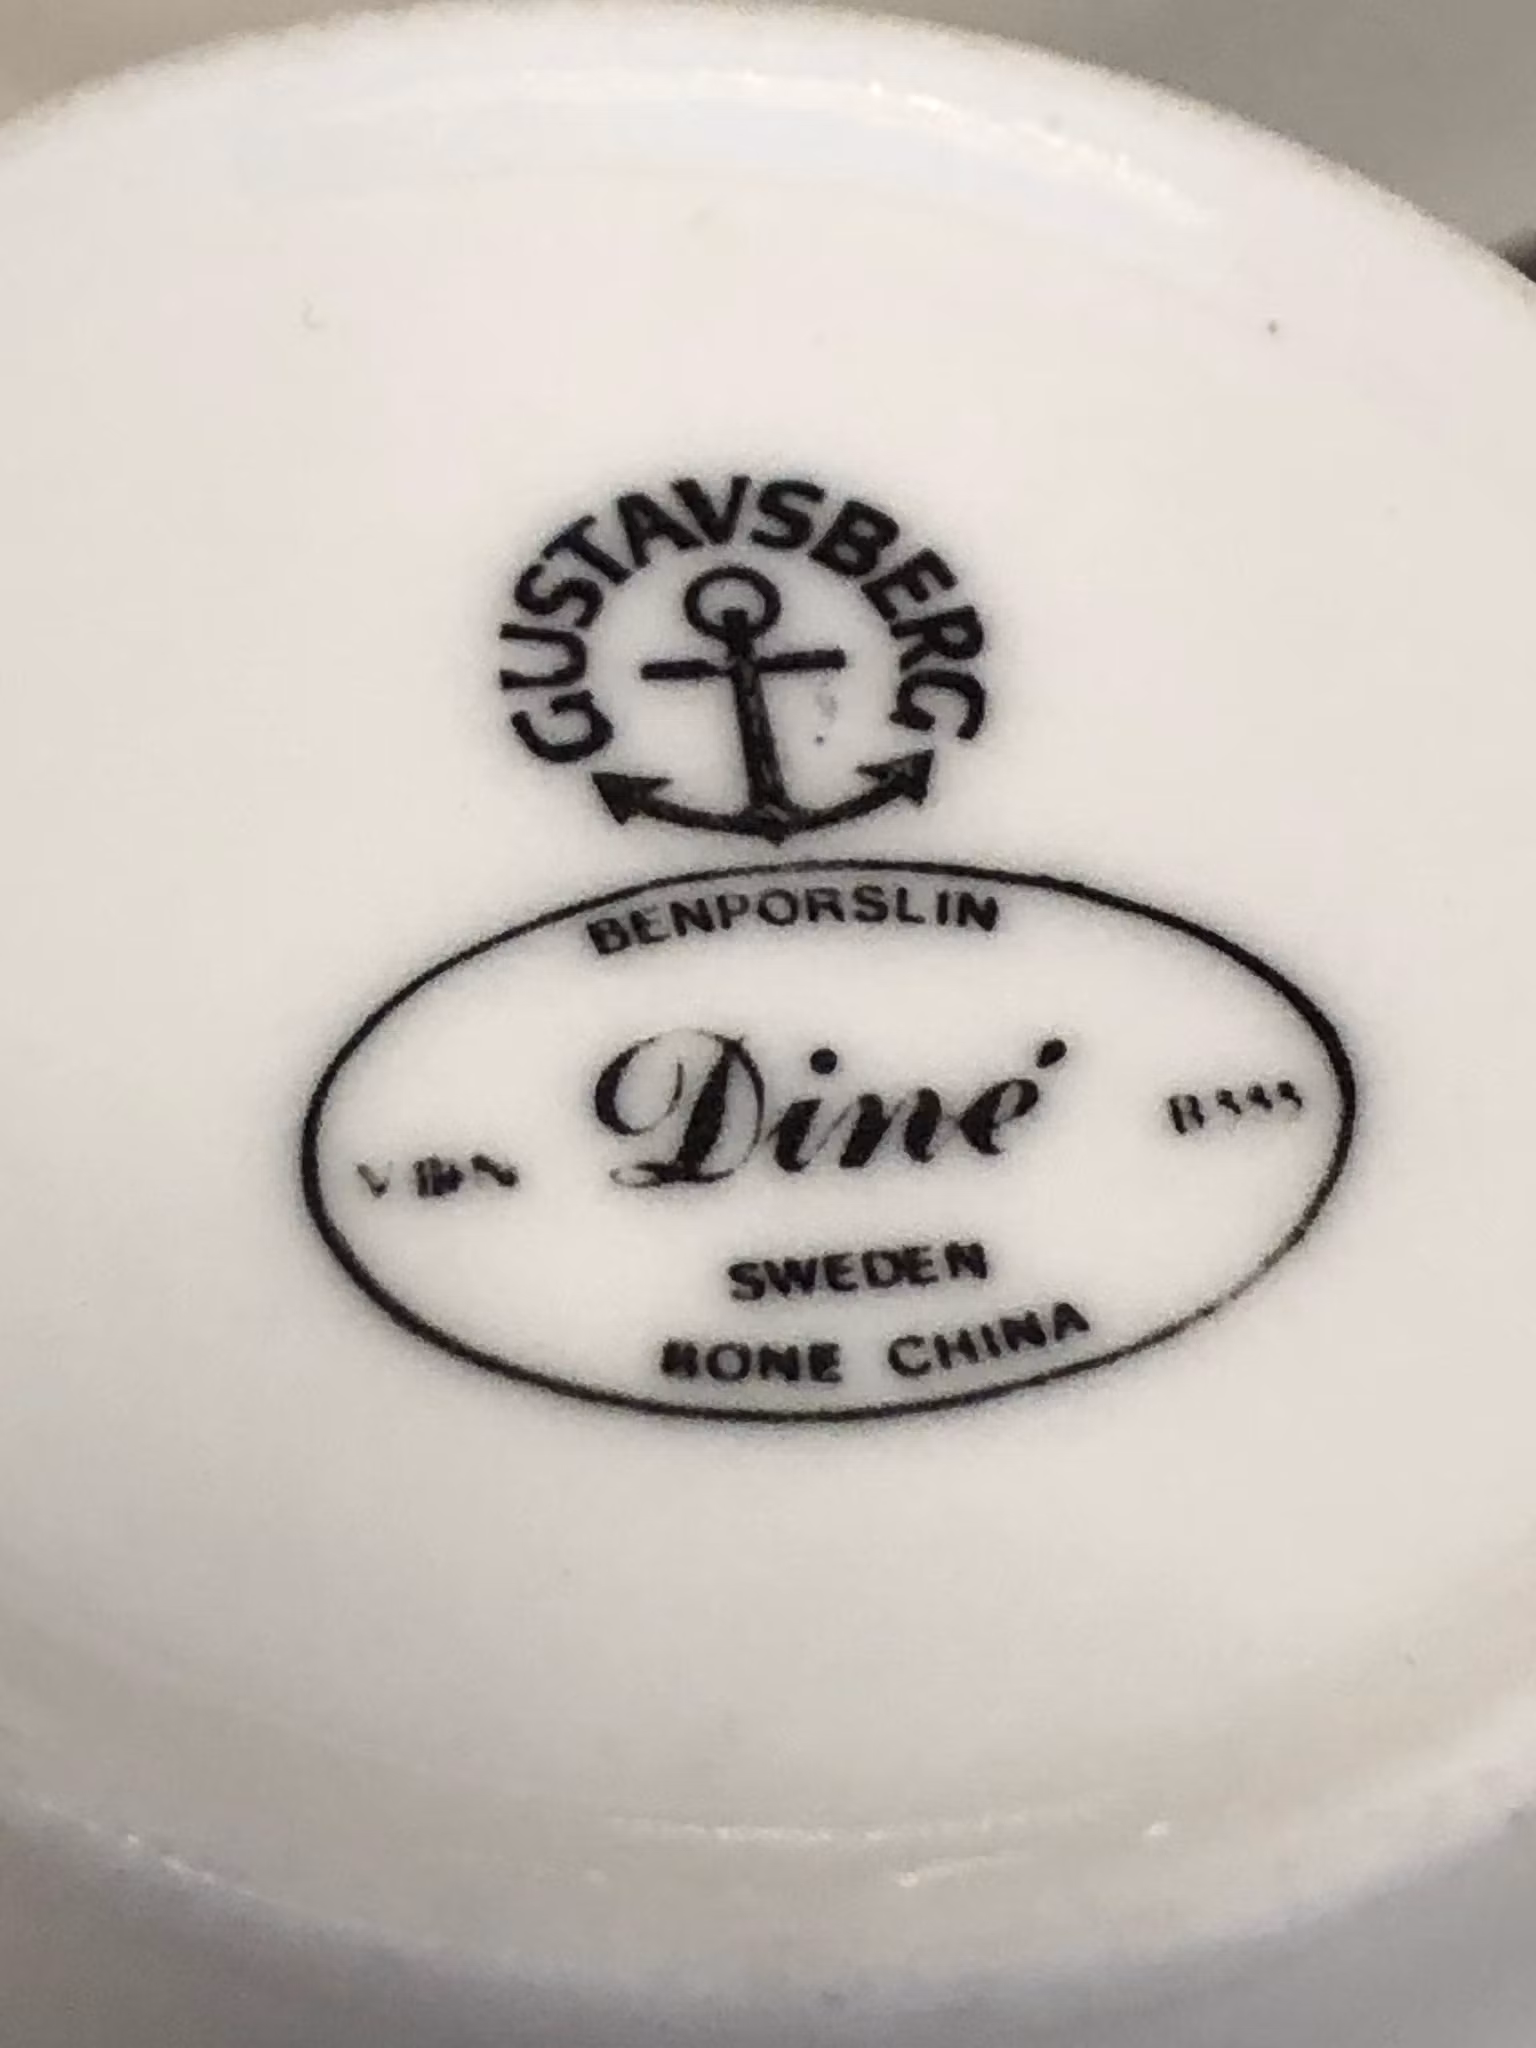 GUSTAVSBERG
BENPORSLIN
Diné
SWEDEN
BONE CHINA